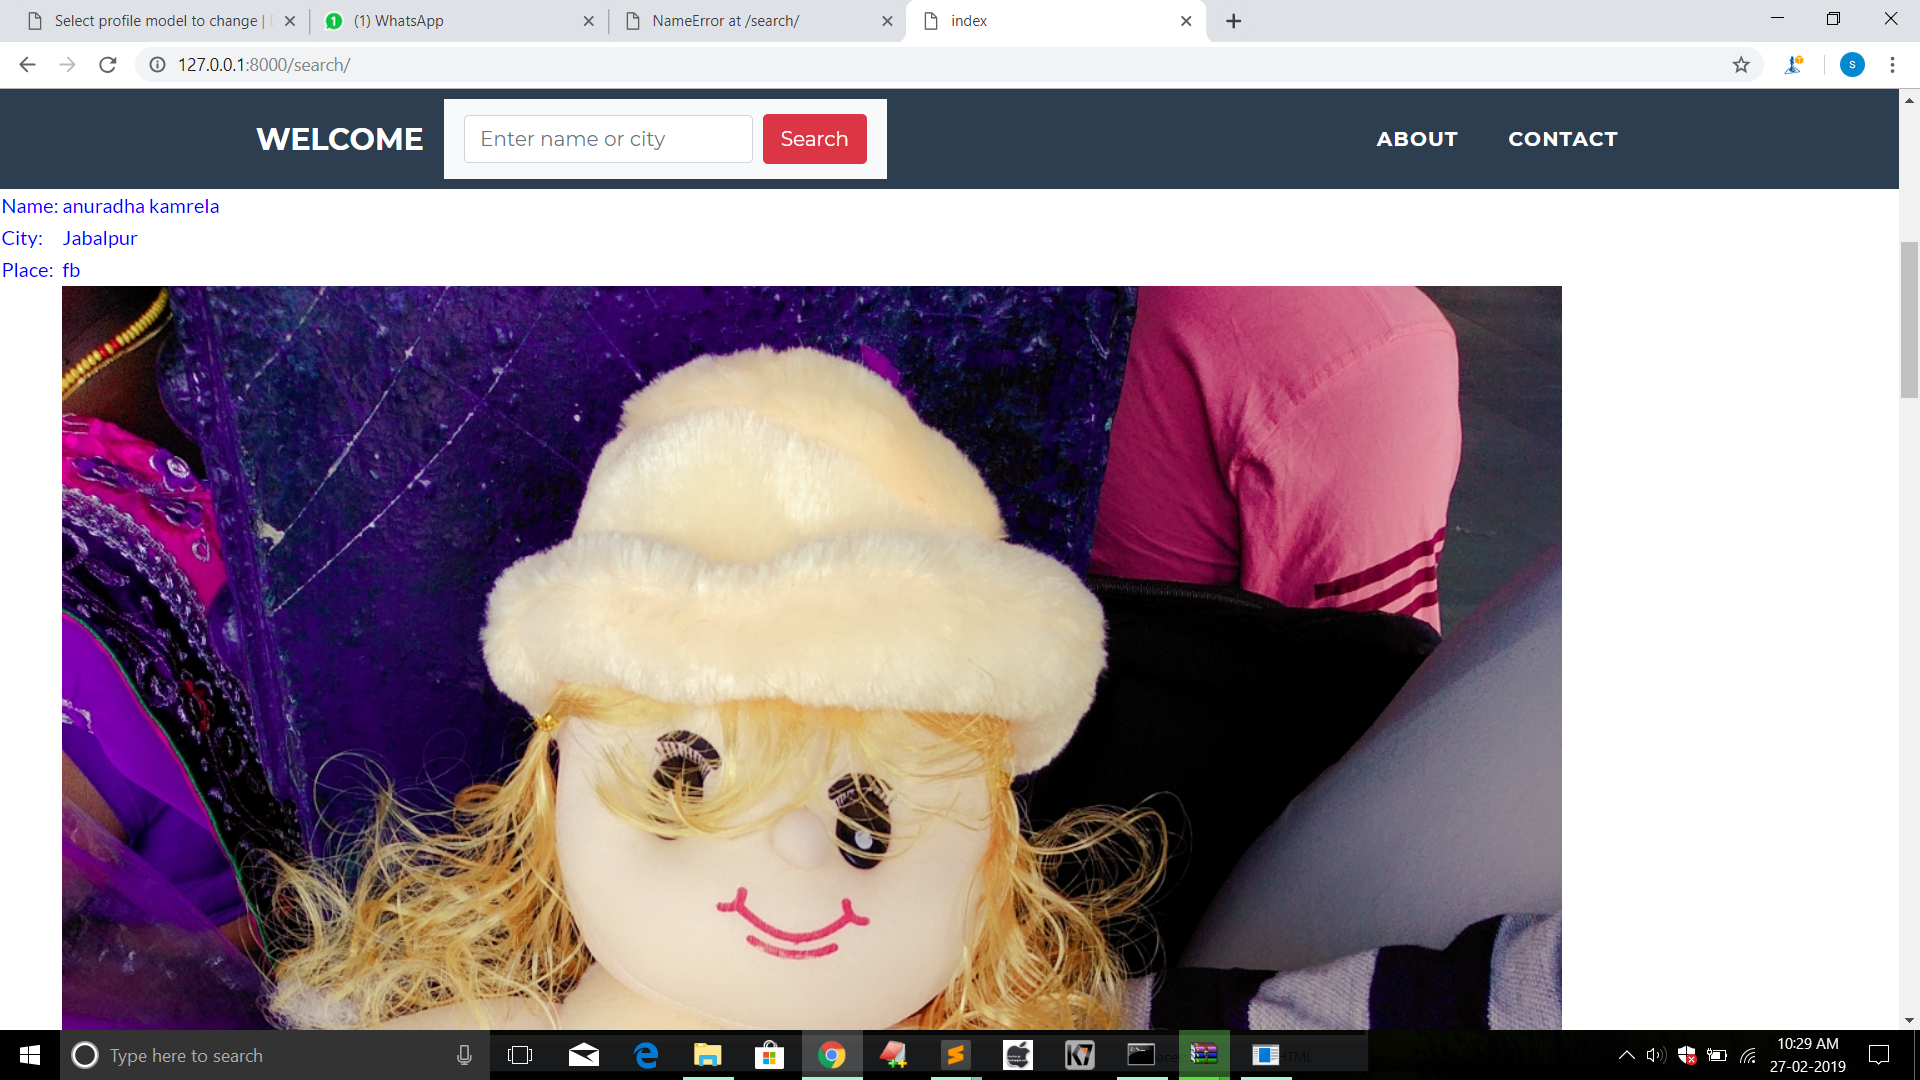 Select profile model to change |
(1) WhatsApp
NameError at /search/
index
127.0.0.1:8000/search/
s
WELCOME
Enter name or city
Search
ABOUT
CONTACT
Name: anuradha kamrela
City: Jabalpur
Place: fb
Type here to search
HTML
10:29 AM
27-02-2019